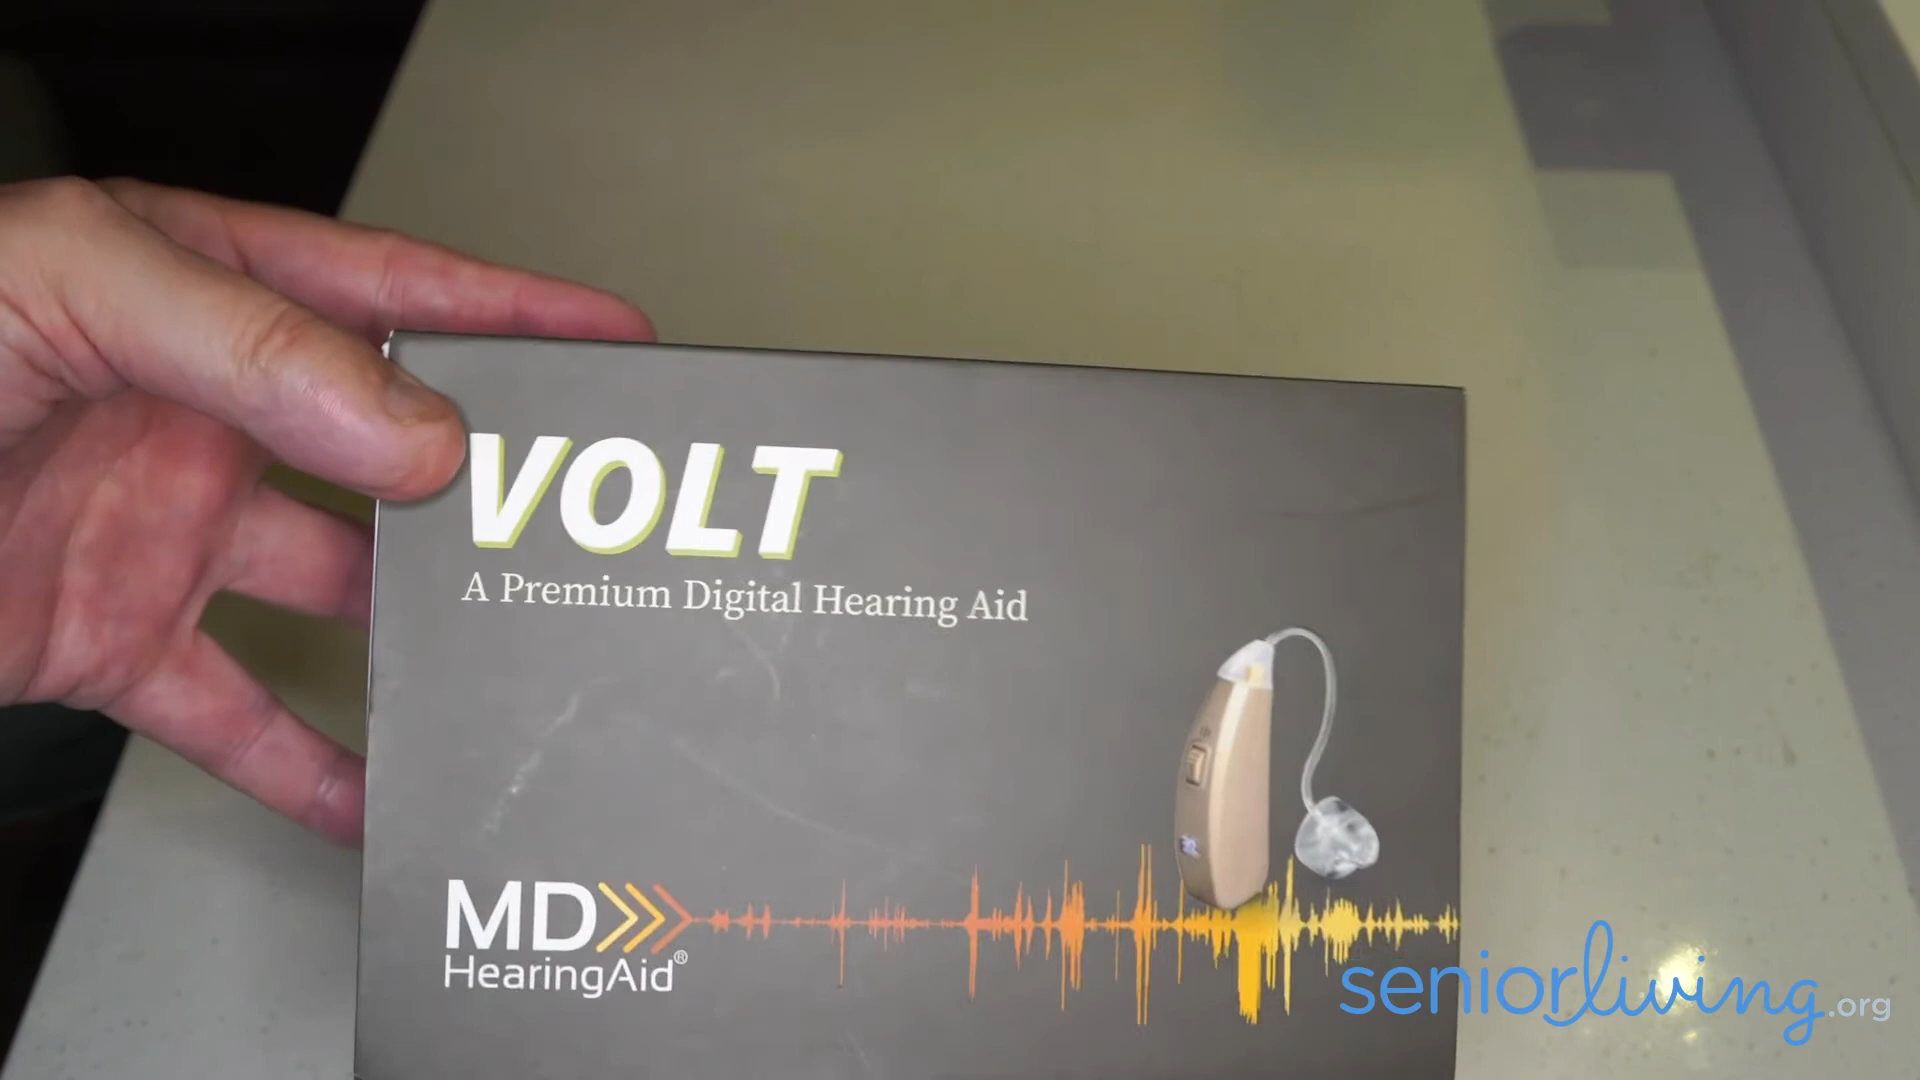 VOLT
A Premium Digital Hearing Aid
MD
HearingAid®
seniorliving.org